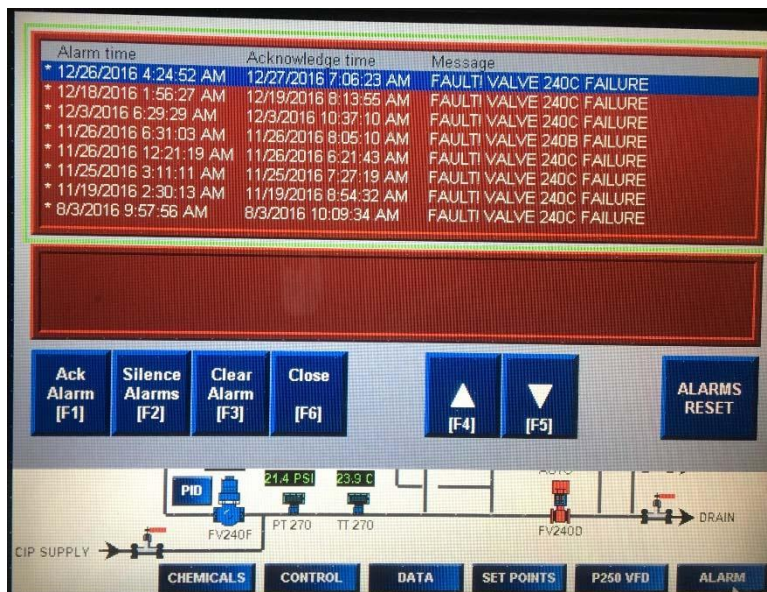 Alarm time Acknowledge time Message
* 12/26/2016 4:24:52 AM 12/27/2016 7:06:23 AM FAULT! VALVE 240C FAILURE
* 12/18/2016 1:56:27 AM 12/19/2016 8:13:55 AM FAULT! VALVE 240C FAILURE
* 12/3/2016 6:29:29 AM 12/3/2016 10:37:10 AM FAULT! VALVE 240C FAILURE
* 11/26/2016 6:31:03 AM 11/26/2016 8:05:10 AM FAULT! VALVE 240B FAILURE
* 11/26/2016 12:21:19 AM 11/26/2016 6:21:43 AM FAULT! VALVE 240C FAILURE
* 11/25/2016 3:11:11 AM 11/25/2016 7:27:19 AM FAULT! VALVE 240C FAILURE
* 11/19/2016 2:30:13 AM 11/19/2016 8:54:32 AM FAULT! VALVE 240C FAILURE
* 8/3/2016 9:57:56 AM 8/3/2016 10:09:34 AM FAULT! VALVE 240C FAILURE
Ack
Alarm
[F1]
Silence
Alarms
[F2]
Clear
Alarm
[F3]
Close
[F6]
[F4]
[F5]
ALARMS
RESET
PID
21.4 PSI
23.9 C
FV240F
PT 270
TT 270
FV240D
DRAIN
CIP SUPPLY
CHEMICALS
CONTROL
DATA
SET POINTS
P250 VFD
ALARM